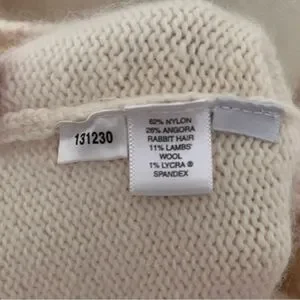 131230
62% NYLON
26% ANGORA
RABBIT HAIR
11% LAMBS'
WOOL
1% LYCRA ®
SPANDEX